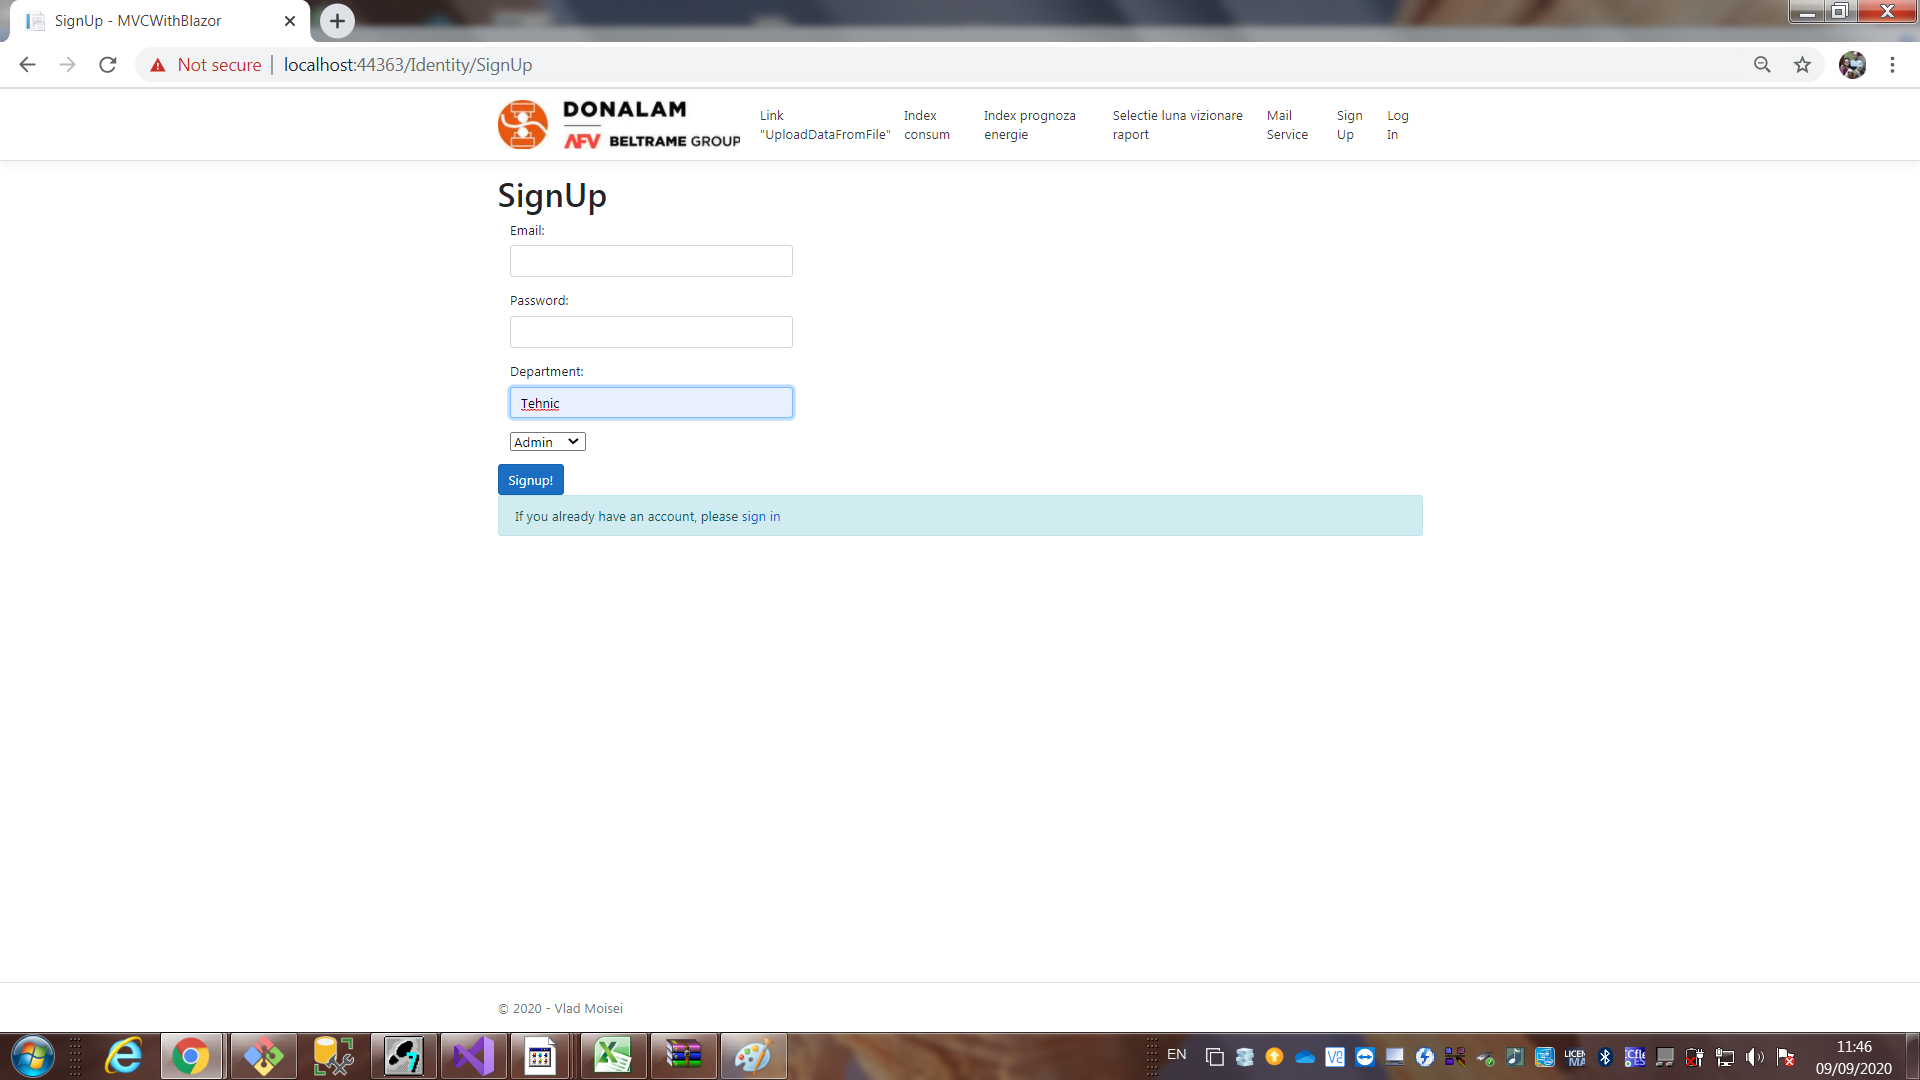 SignUp - MVCWithBlazor
Not secure
localhost:44363/Identity/SignUp
DONALAM
AFV BELTRAME GROUP
Link
"UploadDataFromFile"
Index
consum
Index prognoza
energie
Selectie luna vizionare
raport
Mail
Service
Sign
Up
Log
In
SignUp
Email:
Password:
Department:
Tehnic
Admin
Signup!
If you already have an account, please sign in
© 2020 - Vlad Moisei
EN
11:46
09/09/2020